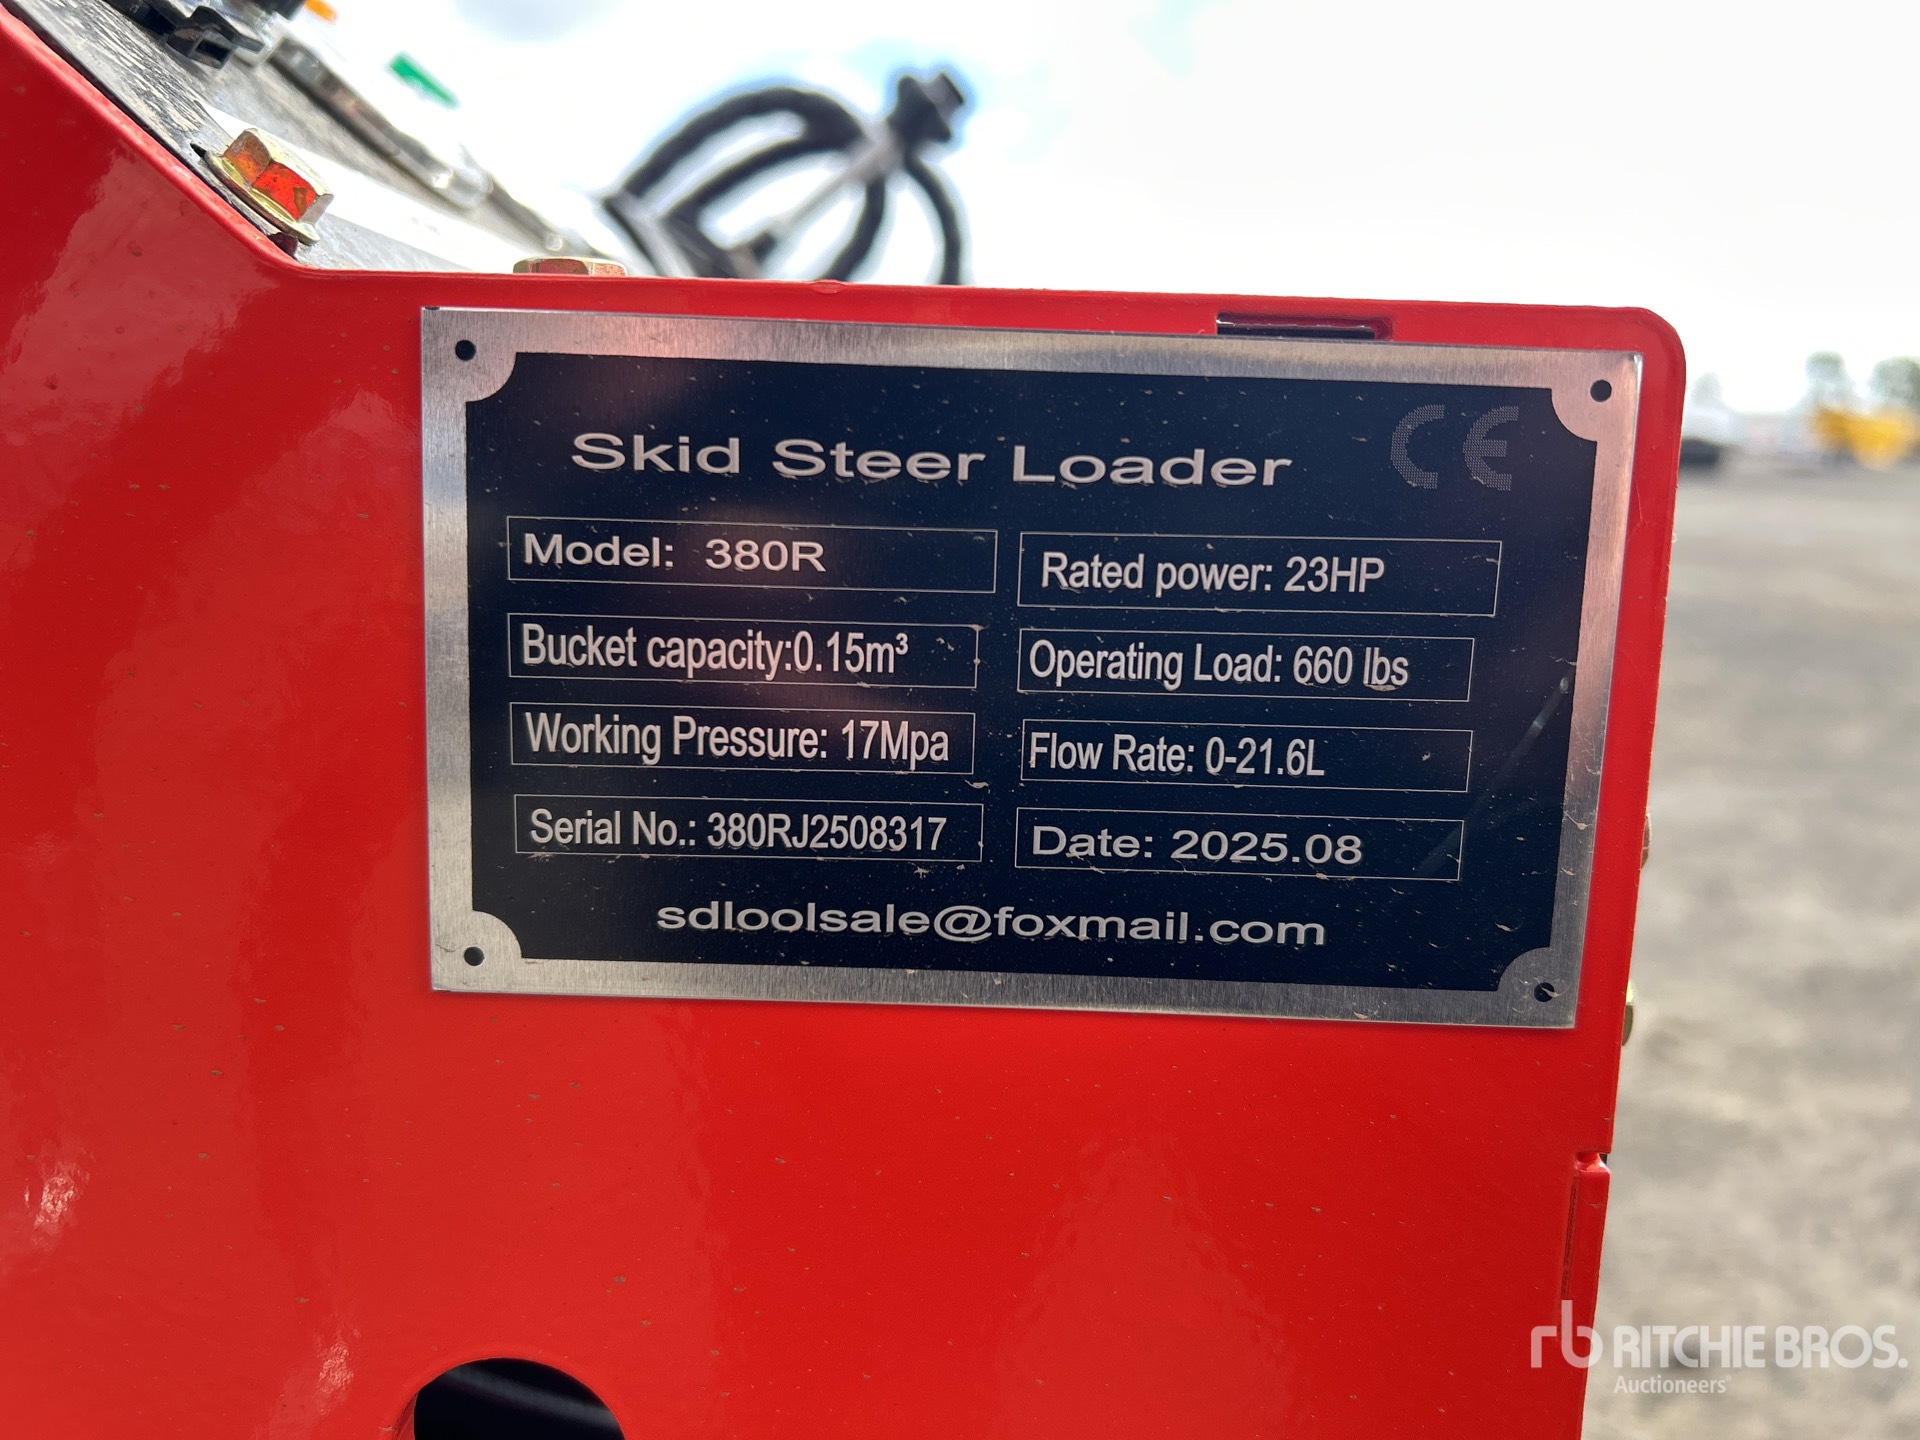 Skid Steer Loader CE
Model: 380R
Rated power: 23HP
Bucket capacity:0.15m³
Operating Load: 660 lbs
Working Pressure: 17Mpa
Flow Rate: 0-21.6L
Serial No.: 380RJ2508317
Date: 2025.08
sdloolsale@foxmail.com
rb RITCHIE BROS.
Auctioneers